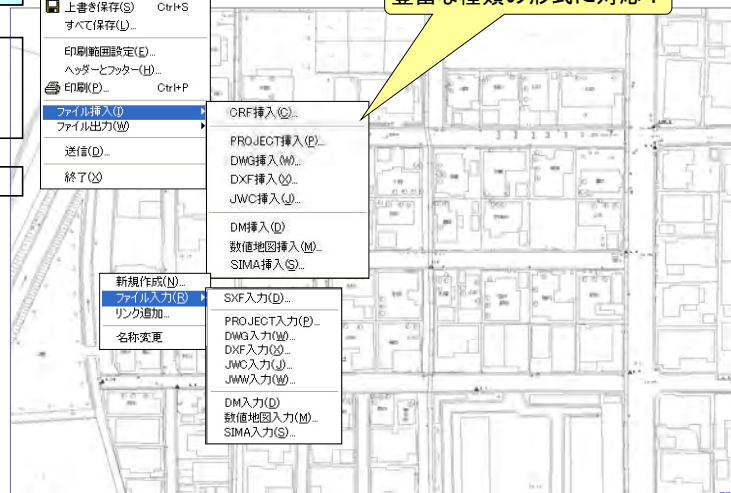 豊富な種類の形式に対応！
上書き保存(S) Ctrl+S
すべて保存(L)...
印刷範囲設定(E)...
ヘッダーとフッター(H)...
印刷(P)... Ctrl+P
ファイル挿入(I)
ファイル出力(W)
送信(D)...
終了(X)
CRF挿入(C)...
PROJECT挿入(P)...
DWG挿入(W)...
DXF挿入(X)...
JWC挿入(J)...
DM挿入(D)
数値地図挿入(M)...
SIMA挿入(S)...
新規作成(N)...
ファイル入力(R)
リンク追加...
名称変更
SXF入力(D)...
PROJECT入力(P)...
DWG入力(W)...
DXF入力(X)...
JWC入力(J)...
JWW入力(W)...
DM入力(D)
数値地図入力(M)...
SIMA入力(S)...